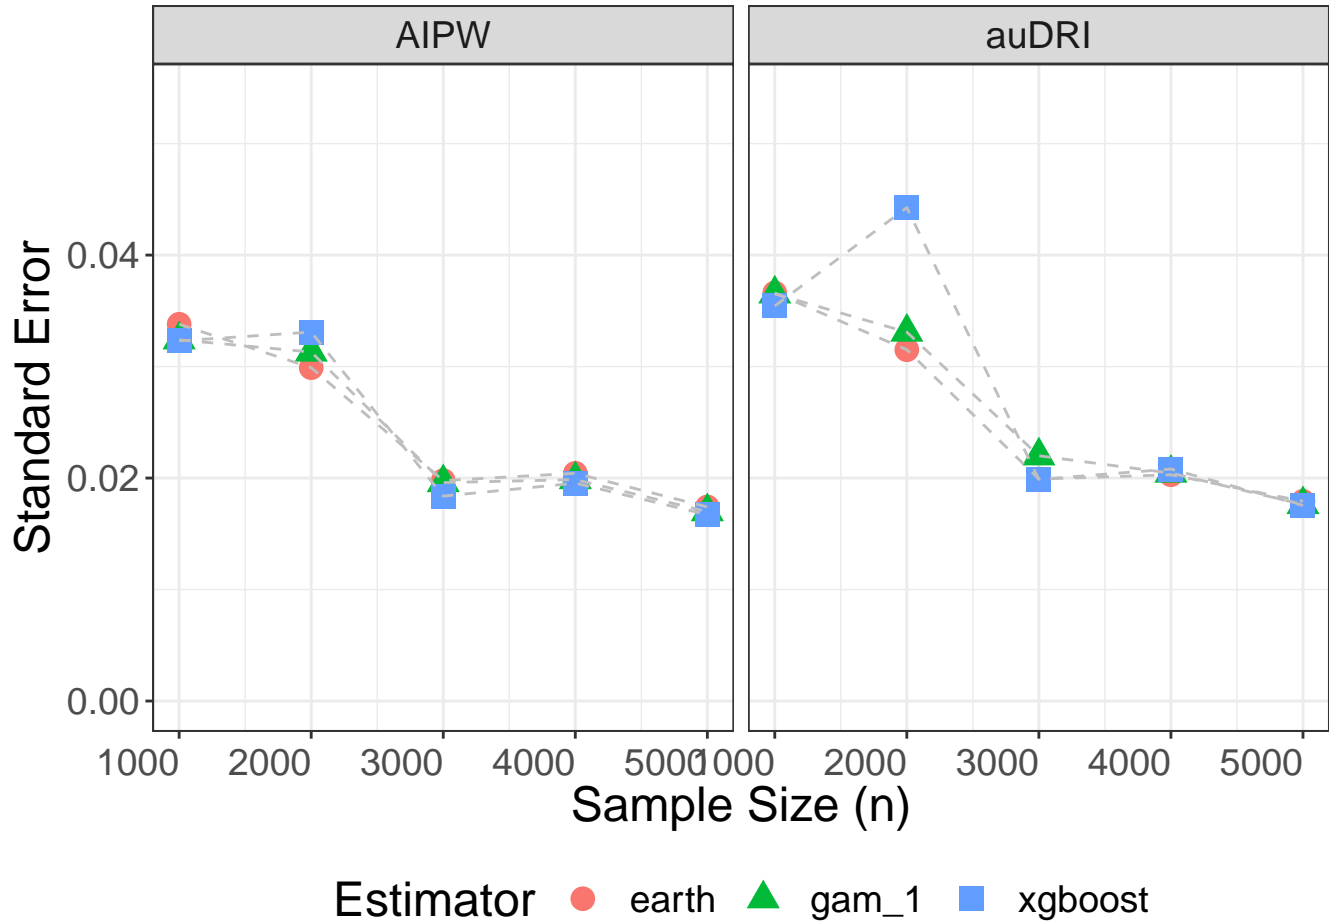 AIPW auDRI
Standard Error
0.04
0.02
0.00
1000 2000 3000 4000 5000 1000 2000 3000 4000 5000
Sample Size (n)
Estimator earth gam_1 xgboost